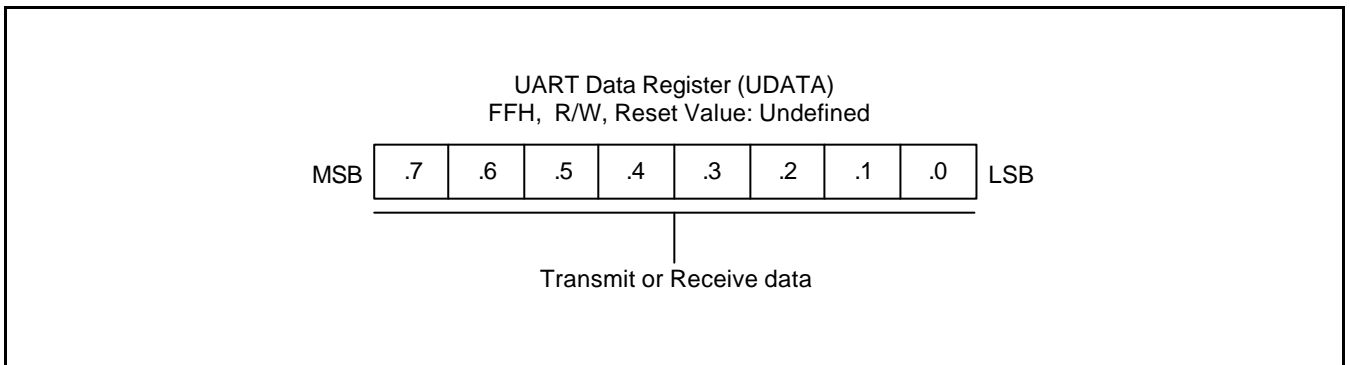 UART Data Register (UDATA)
FFH, R/W, Reset Value: Undefined
MSB .7 .6 .5 .4 .3 .2 .1 .0 LSB
Transmit or Receive data